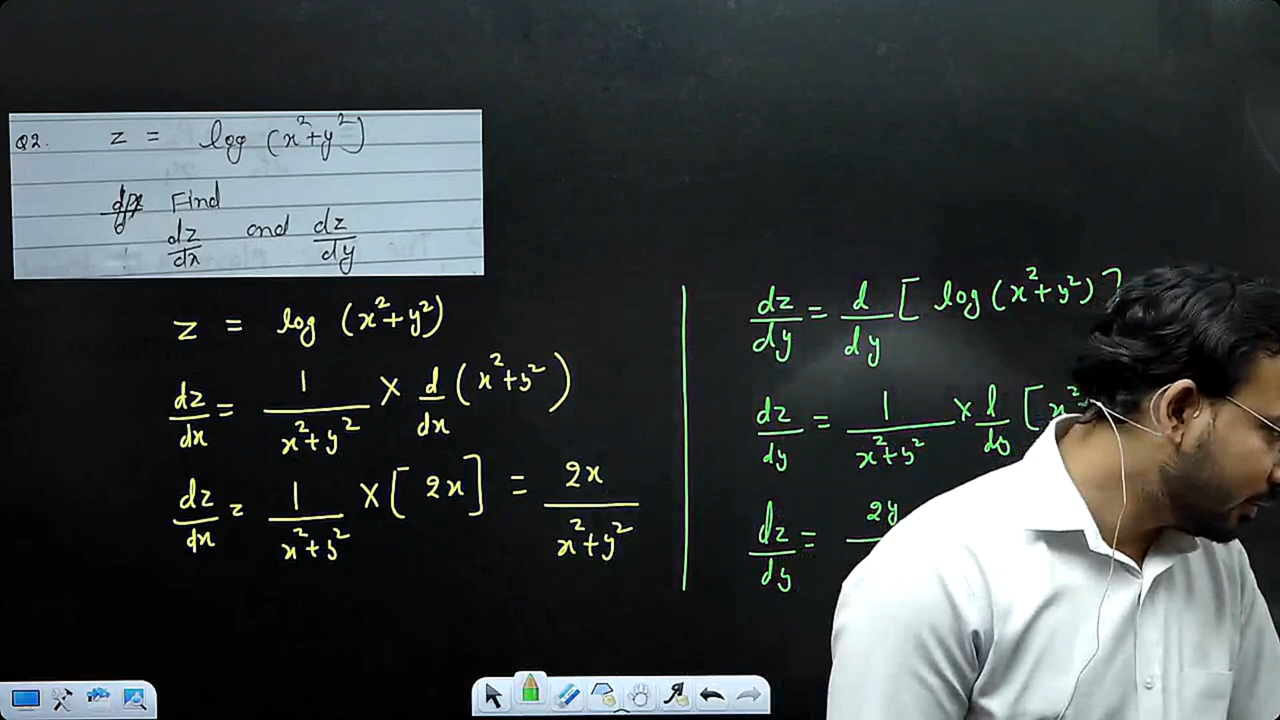 Q2. z = log (x²+y²)
Find
dz/dx and dz/dy
z = log (x²+y²)
dz/dx = 1/(x²+y²) × d/dx (x²+y²)
dz/dx = 1/(x²+y²) × [ 2x ] = 2x/(x²+y²)
dz/dy = d/dy [ log (x²+y²) ]
dz/dy = 1/(x²+y²) × d/dy [ x²+
dz/dy = 2y